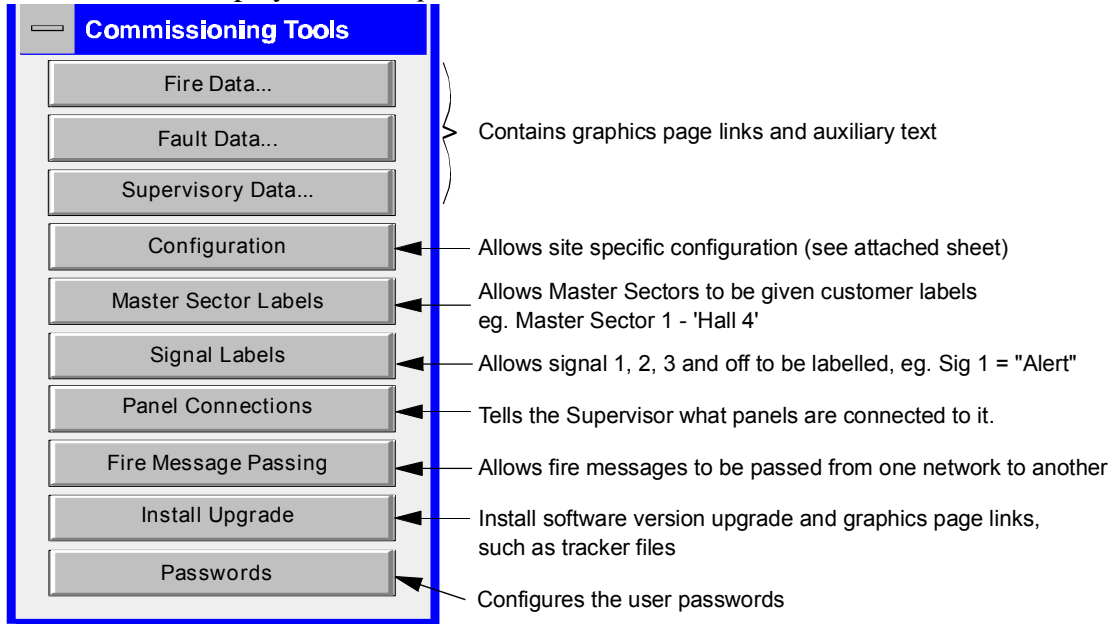 Commissioning Tools
Fire Data...
Fault Data...
Supervisory Data...
Contains graphics page links and auxiliary text
Configuration
Allows site specific configuration (see attached sheet)
Master Sector Labels
Allows Master Sectors to be given customer labels
eg. Master Sector 1 - 'Hall 4'
Signal Labels
Allows signal 1, 2, 3 and off to be labelled, eg. Sig 1 = "Alert"
Panel Connections
Tells the Supervisor what panels are connected to it.
Fire Message Passing
Allows fire messages to be passed from one network to another
Install Upgrade
Install software version upgrade and graphics page links,
such as tracker files
Passwords
Configures the user passwords